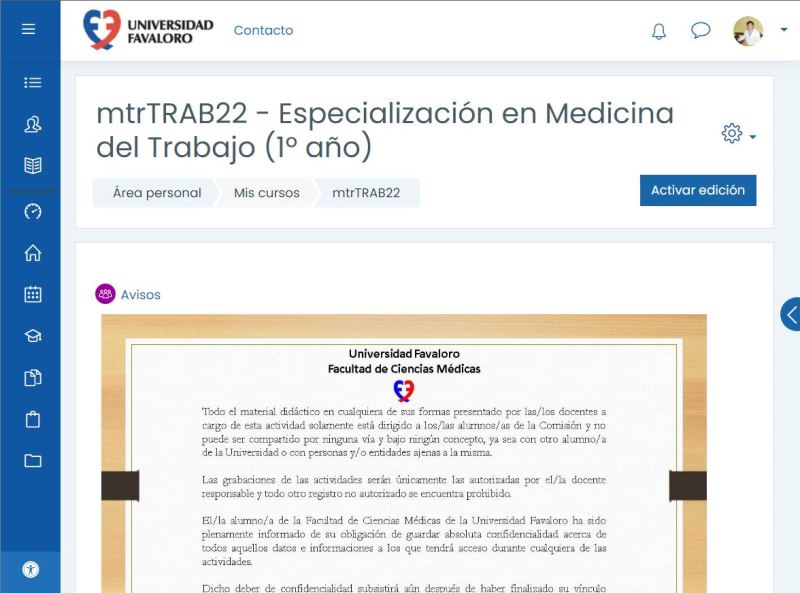 UNIVERSIDAD
FAVALORO
Contacto
mtrTRAB22 - Especialización en Medicina
del Trabajo (1º año)
Área personal
Mis cursos
mtrTRAB22
Activar edición
Avisos
Universidad Favaloro
Facultad de Ciencias Médicas
Todo el material didáctico en cualquiera de sus formas presentado por las/los docentes a
cargo de esta actividad solamente está dirigido a los/las alumnos/as de la Comisión y no
puede ser compartido por ninguna vía y bajo ningún concepto, ya sea con otro alumno/a
de la Universidad o con personas y/o entidades ajenas a la misma.
Las grabaciones de las actividades serán únicamente las autorizadas por el/la docente
responsable y todo otro registro no autorizado se encuentra prohibido.
El/la alumno/a de la Facultad de Ciencias Médicas de la Universidad Favaloro ha sido
plenamente informado de su obligación de guardar absoluta confidencialidad acerca de
todos aquellos datos e informaciones a los que tendrá acceso durante cualquiera de las
actividades.
Dicho deber de confidencialidad subsistirá aún después de haber finalizado su vínculo